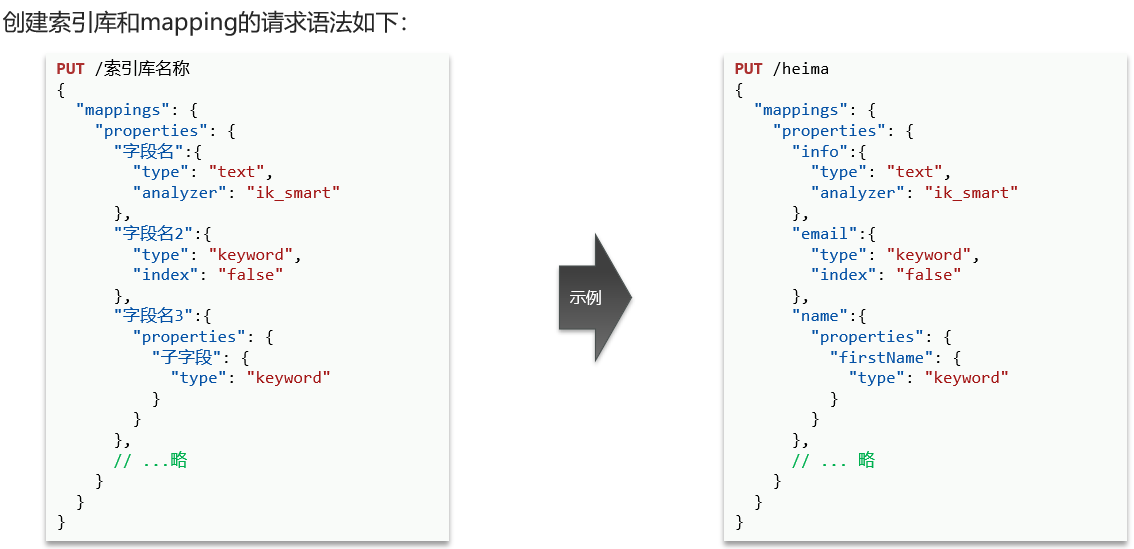 创建索引库和mapping的请求语法如下：
PUT /索引库名称
{
  "mappings": {
    "properties": {
      "字段名":{
        "type": "text",
        "analyzer": "ik_smart"
      },
      "字段名2":{
        "type": "keyword",
        "index": "false"
      },
      "字段名3":{
        "properties": {
          "子字段": {
            "type": "keyword"
          }
        }
      },
      // ...略
    }
  }
}
示例
PUT /heima
{
  "mappings": {
    "properties": {
      "info":{
        "type": "text",
        "analyzer": "ik_smart"
      },
      "email":{
        "type": "keyword",
        "index": "false"
      },
      "name":{
        "properties": {
          "firstName": {
            "type": "keyword"
          }
        }
      },
      // ... 略
    }
  }
}